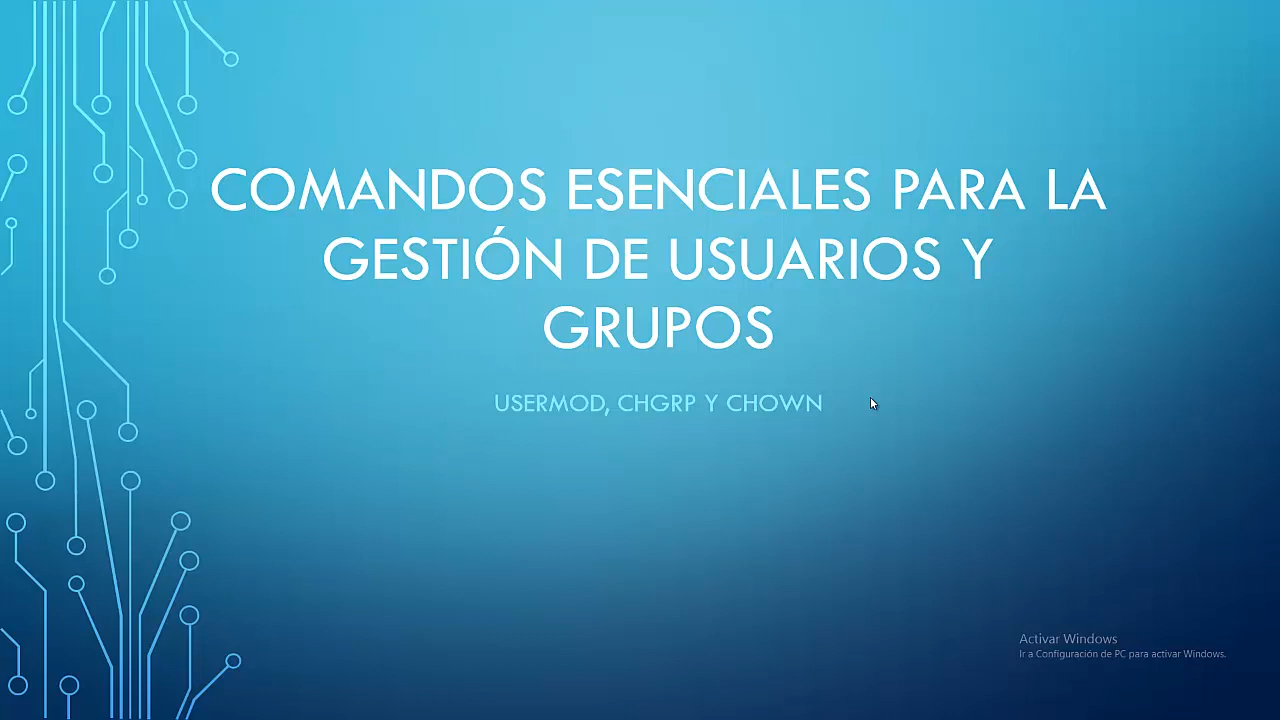 COMANDOS ESENCIALES PARA LA
GESTIÓN DE USUARIOS Y
GRUPOS
USERMOD, CHGRP Y CHOWN
Activar Windows
Ir a Configuración de PC para activar Windows.